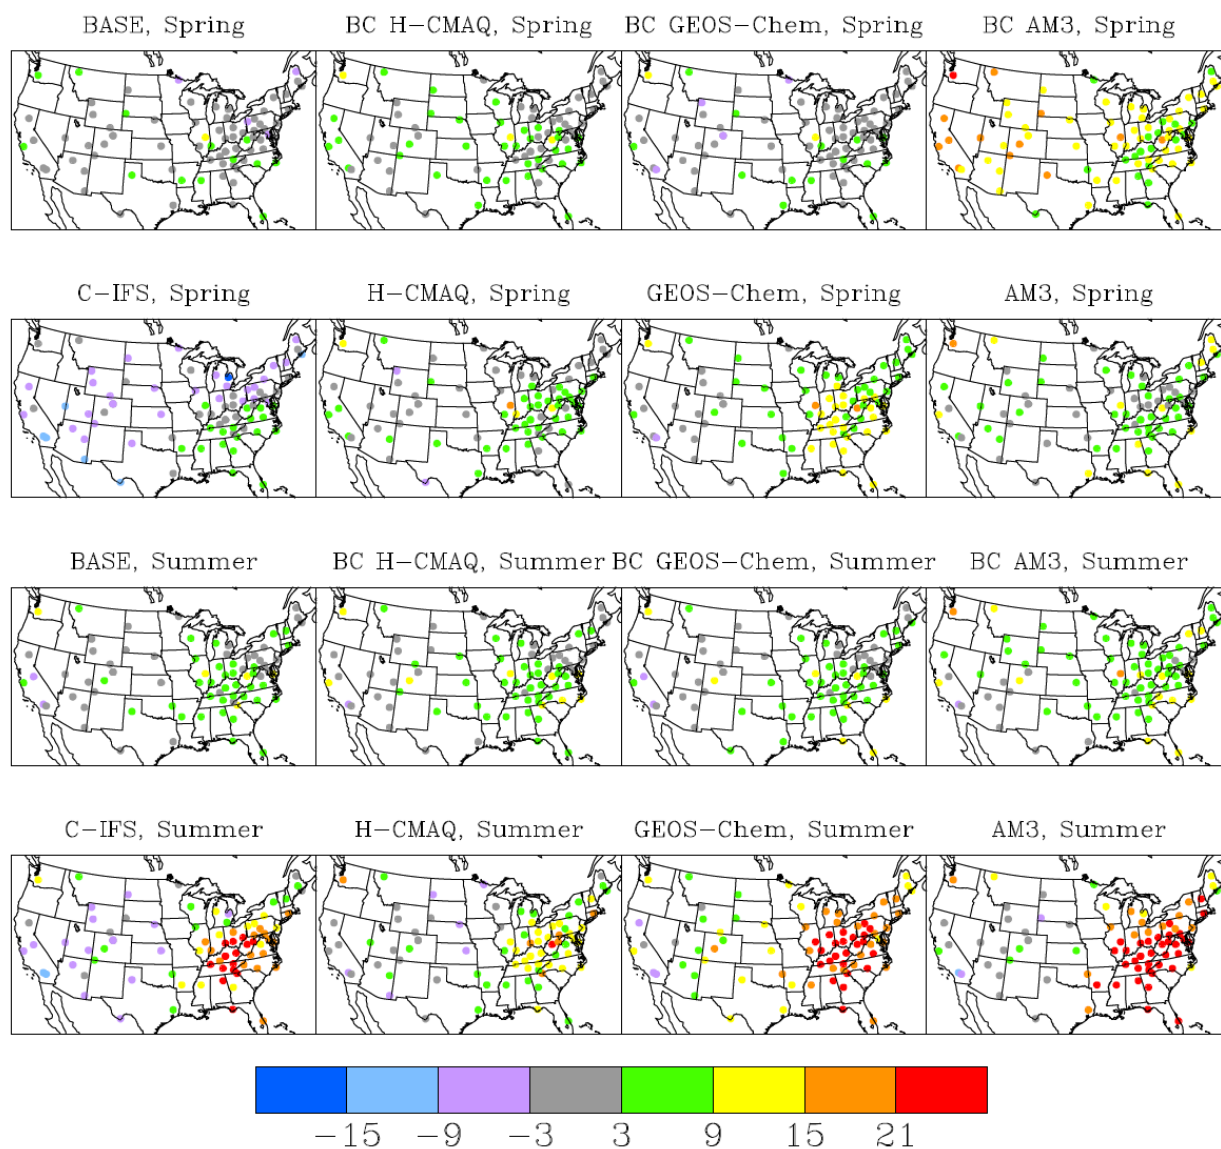 BASE, Spring BC H−CMAQ, Spring BC GEOS−Chem, Spring BC AM3, Spring
C−IFS, Spring H−CMAQ, Spring GEOS−Chem, Spring AM3, Spring
BASE, Summer BC H−CMAQ, Summer BC GEOS−Chem, Summer BC AM3, Summer
C−IFS, Summer H−CMAQ, Summer GEOS−Chem, Summer AM3, Summer
−15 −9 −3 3 9 15 21